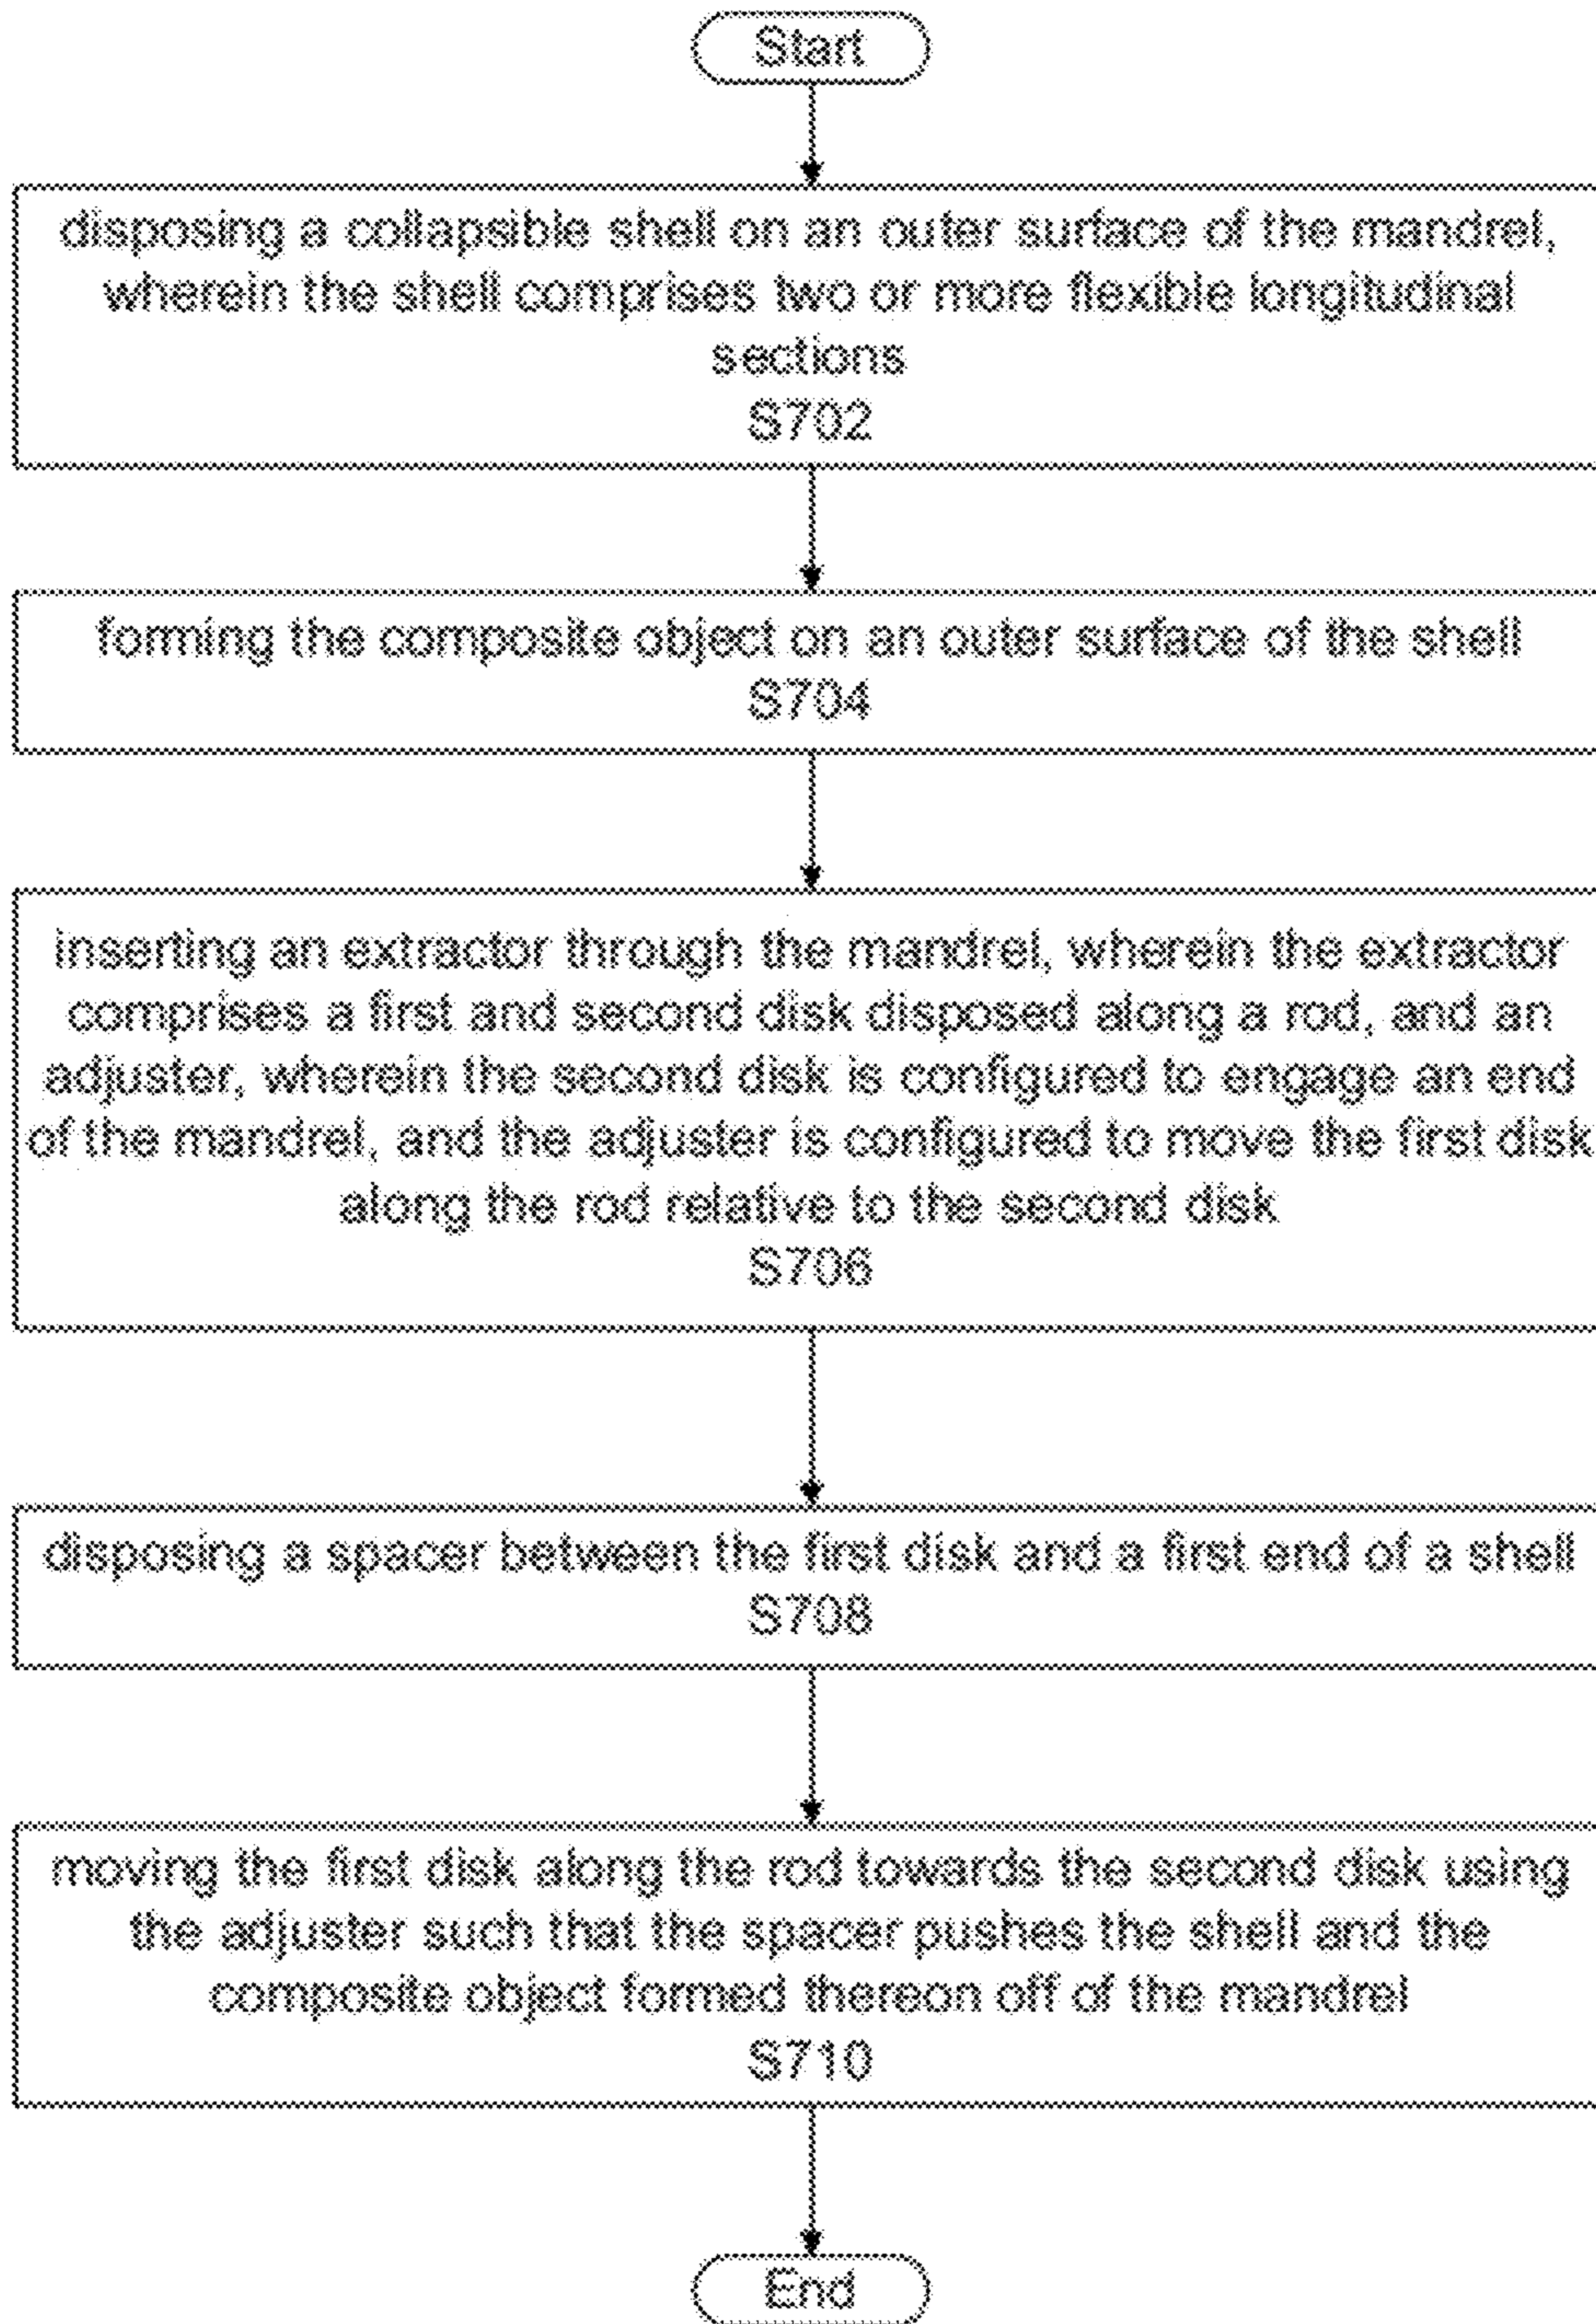 Start
disposing a collapsible shell on an outer surface of the mandrel,
wherein the shell comprises two or more flexible longitudinal
sections
S702
forming the composite object on an outer surface of the shell
S704
inserting an extractor through the mandrel, wherein the extractor
comprises a first and second disk disposed along a rod, and an
adjuster, wherein the second disk is configured to engage an end
of the mandrel, and the adjuster is configured to move the first disk
along the rod relative to the second disk
S706
disposing a spacer between the first disk and a first end of a shell
S708
moving the first disk along the rod towards the second disk using
the adjuster such that the spacer pushes the shell and the
composite object formed thereon off of the mandrel
S710
End